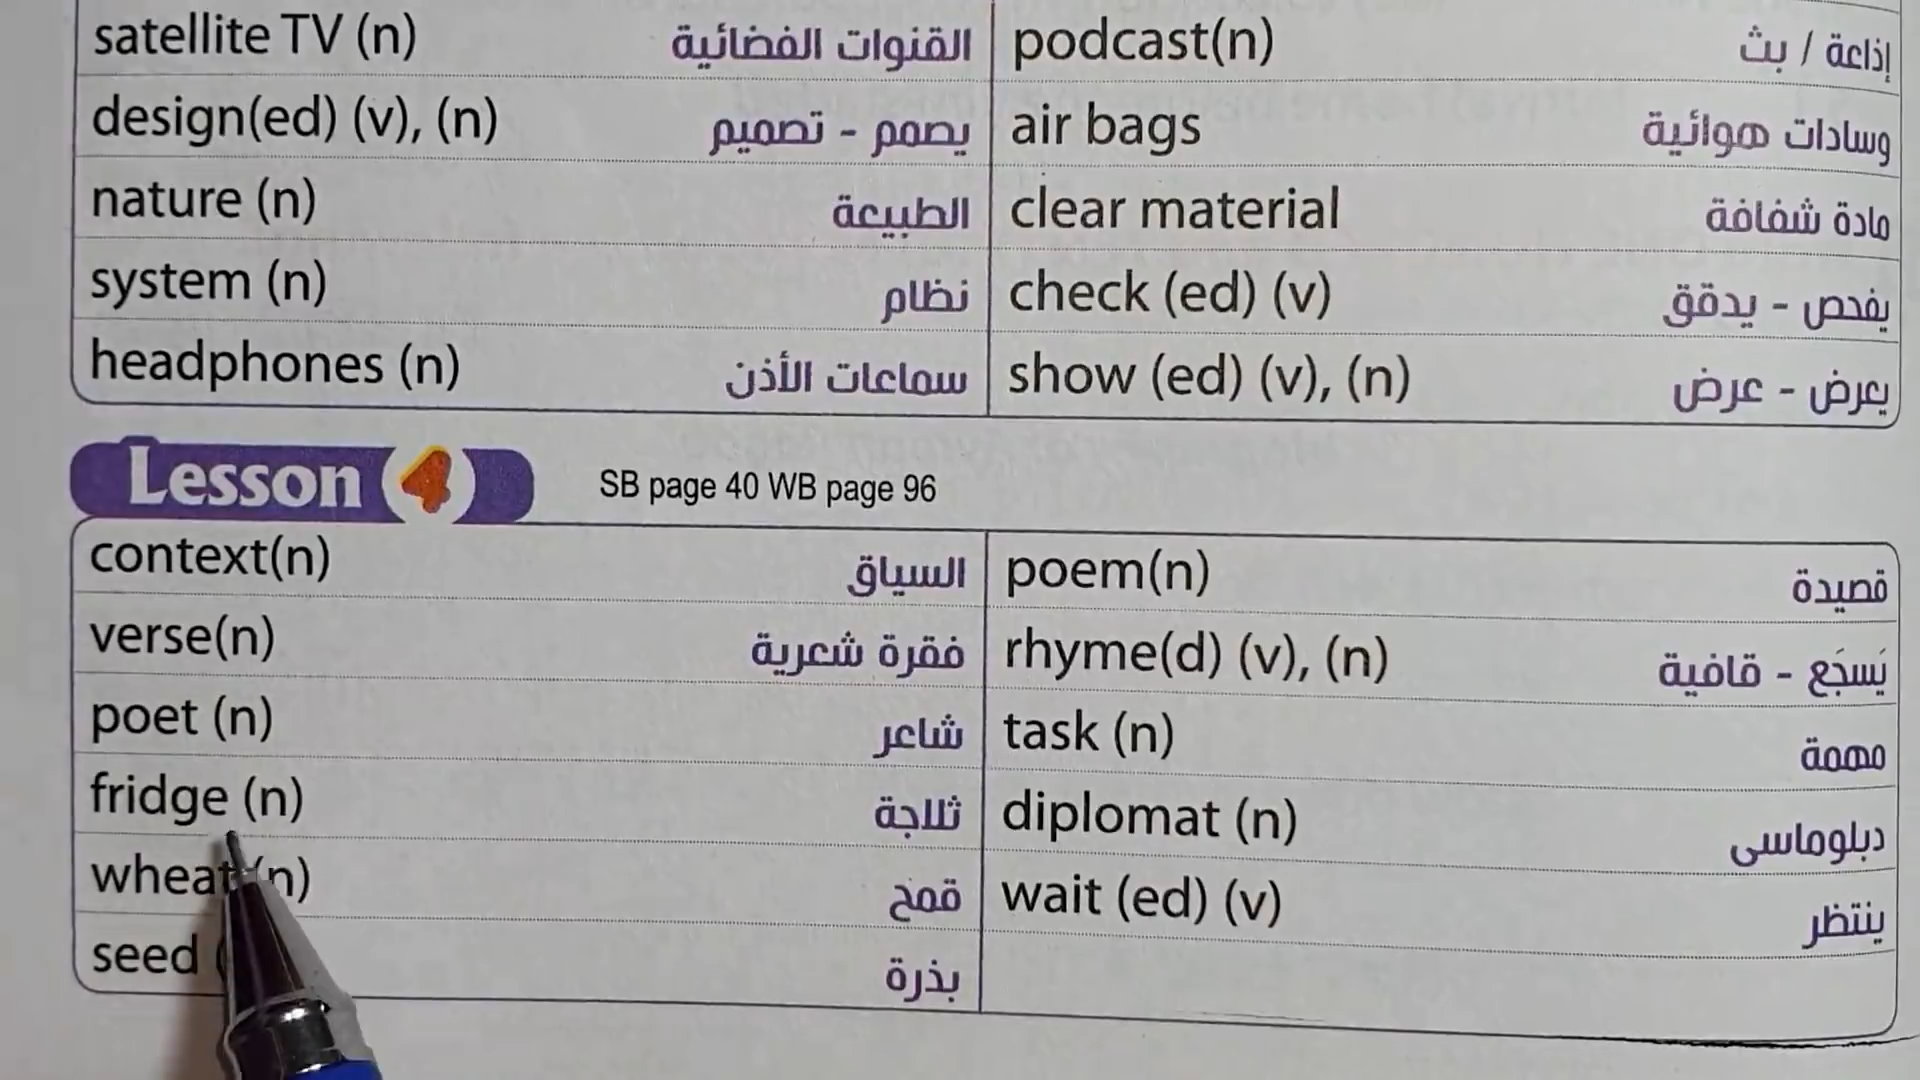 satellite TV (n) القنوات الفضائية podcast(n) إذاعة / بث
design(ed) (v), (n) يصمم - تصميم air bags وسادات هوائية
nature (n) الطبيعة clear material مادة شفافة
system (n) نظام check (ed) (v) يفحص - يدقق
headphones (n) سماعات الأذن show (ed) (v), (n) يعرض - عرض
Lesson (4) SB page 40 WB page 96
context(n) السياق poem(n) قصيدة
verse(n) فقرة شعرية rhyme(d) (v), (n) يَسجَع - قافية
poet (n) شاعر task (n) مهمة
fridge (n) ثلاجة diplomat (n) دبلوماسى
wheat (n) قمح wait (ed) (v) ينتظر
seed بذرة